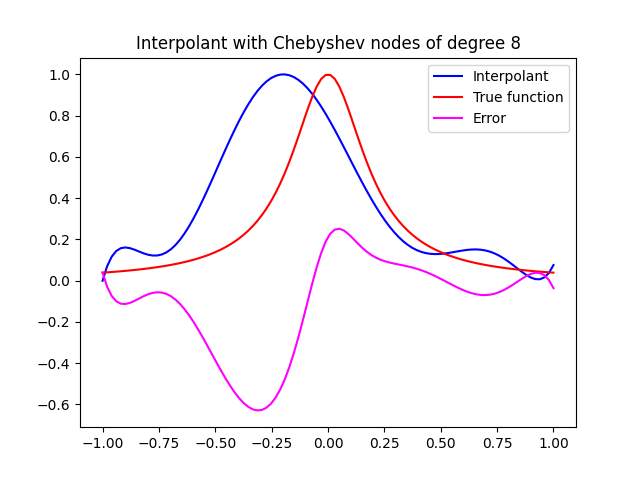 Interpolant with Chebyshev nodes of degree 8
Interpolant
True function
Error
1.0
0.8
0.6
0.4
0.2
0.0
−0.2
−0.4
−0.6
−1.00 −0.75 −0.50 −0.25 0.00 0.25 0.50 0.75 1.00